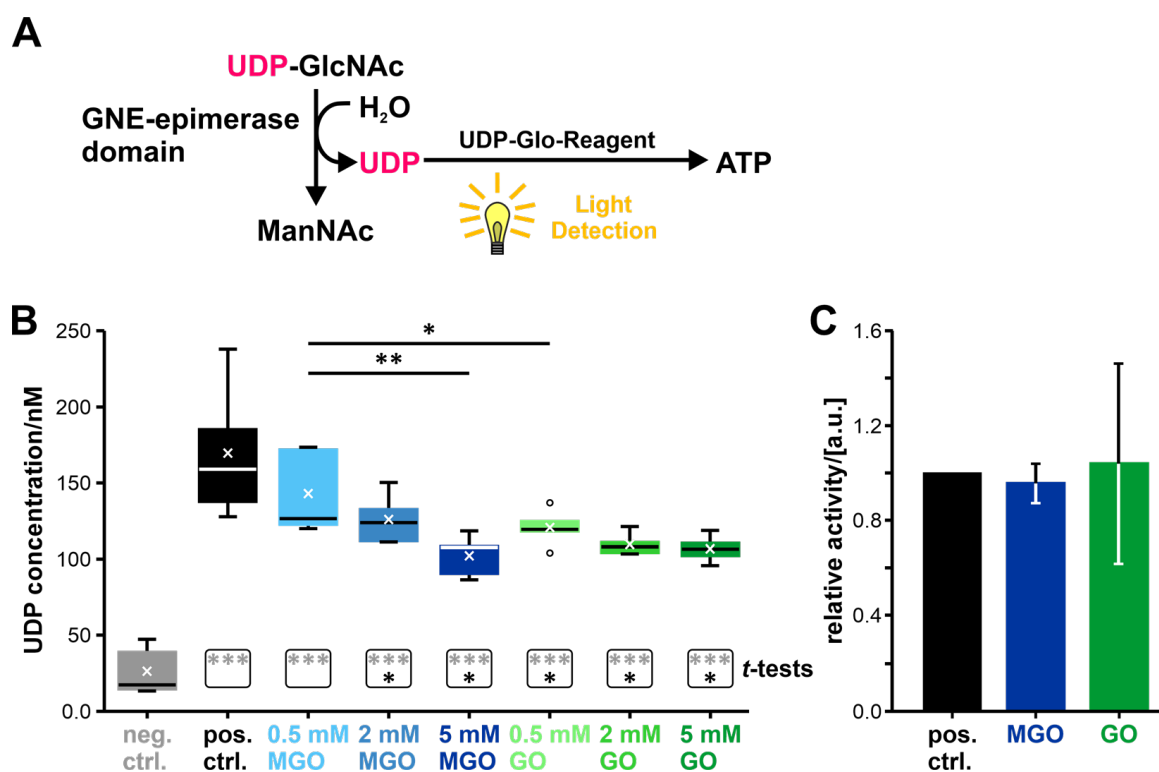 A
UDP-GlcNAc
GNE-epimerase
domain
H₂O
UDP
UDP-Glo-Reagent
ATP
Light
Detection
ManNAc
B
UDP concentration/nM
250
200
150
100
50
0.0
*
**
***
***
***
*
***
*
***
*
***
*
***
*
t-tests
neg.
ctrl.
pos.
ctrl.
0.5 mM
MGO
2 mM
MGO
5 mM
MGO
0.5 mM
GO
2 mM
GO
5 mM
GO
C
relative activity/[a.u.]
1.6
1.2
0.8
0.4
0.0
pos.
ctrl.
MGO
GO